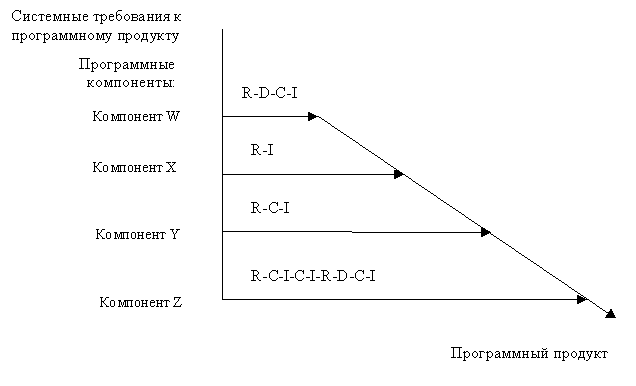 Системные требования к
программному продукту
Программные
компоненты:
R-D-C-I
Компонент W
R-I
Компонент X
R-C-I
Компонент Y
R-C-I-C-I-R-D-C-I
Компонент Z
Программный продукт